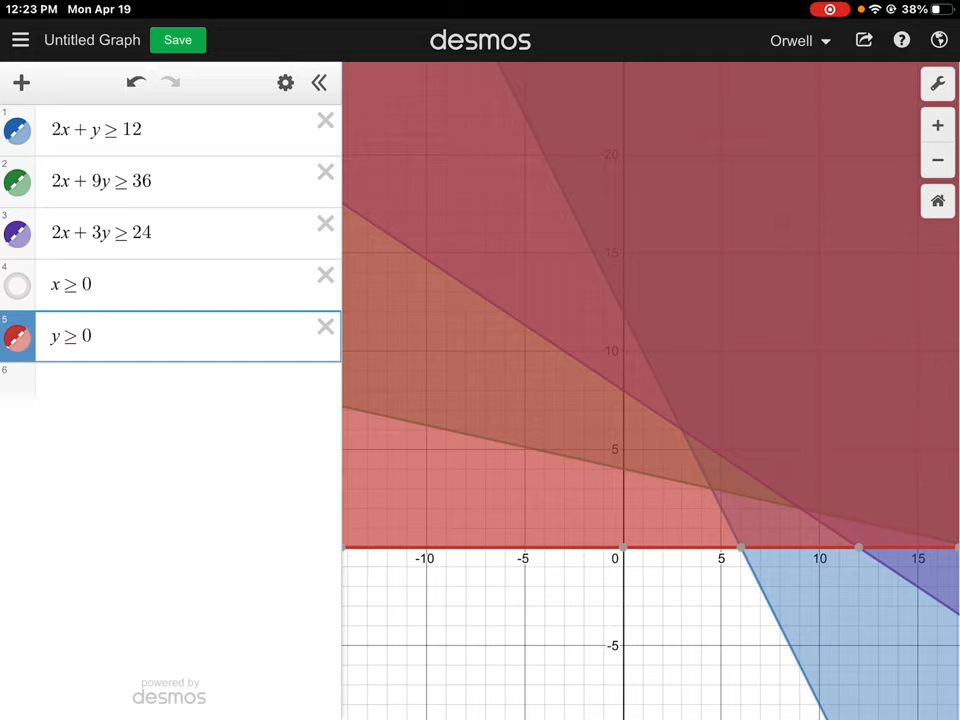 12:23 PM Mon Apr 19
38%
Untitled Graph
Save
desmos
Orwell
1
2x + y ≥ 12
2
2x + 9y ≥ 36
3
2x + 3y ≥ 24
4
x ≥ 0
5
y ≥ 0
6
20
15
10
5
-10 -5 0 5 10 15
-5
powered by
desmos